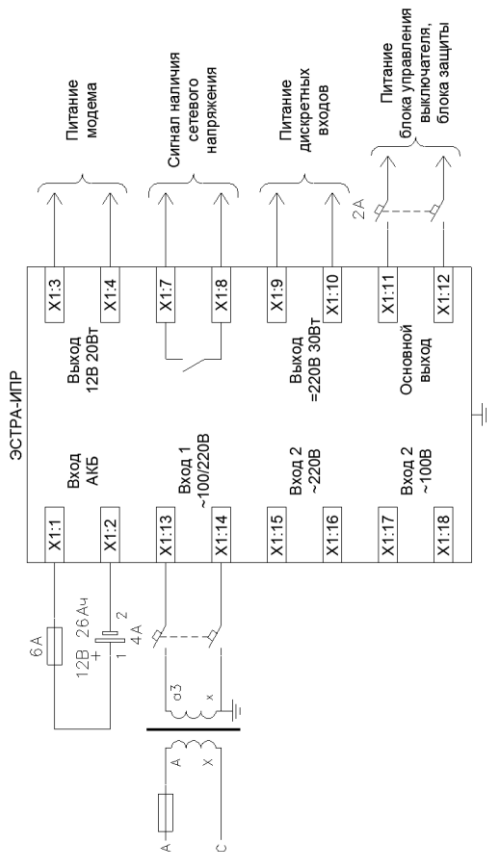 ЭСТРА-ИПР
6А
12В 26Ач
+
1
2
X1:1
X1:2
Вход
АКБ
Выход
12В 20Вт
X1:3
X1:4
Питание
модема
A
C
A
X
а3
x
4А
X1:13
X1:14
Вход 1
~100/220В
X1:7
X1:8
Сигнал наличия
сетевого
напряжения
X1:15
X1:16
Вход 2
~220В
Выход
=220В 30Вт
X1:9
X1:10
Питание
дискретных
входов
X1:17
X1:18
Вход 2
~100В
Основной
выход
X1:11
X1:12
2А
Питание
блока управления
выключателя,
блока защиты